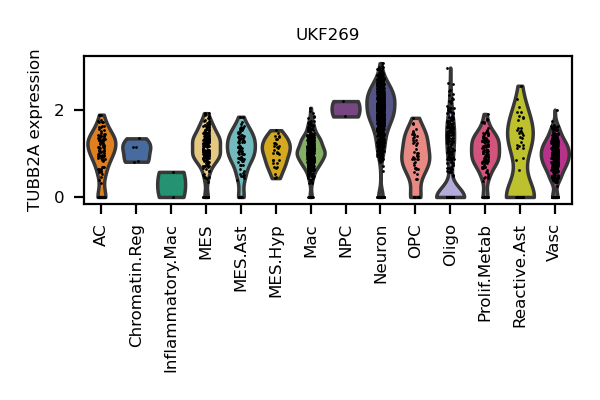 UKF269
TUBB2A expression
2
0
AC
Chromatin.Reg
Inflammatory.Mac
MES
MES.Ast
MES.Hyp
Mac
NPC
Neuron
OPC
Oligo
Prolif.Metab
Reactive.Ast
Vasc